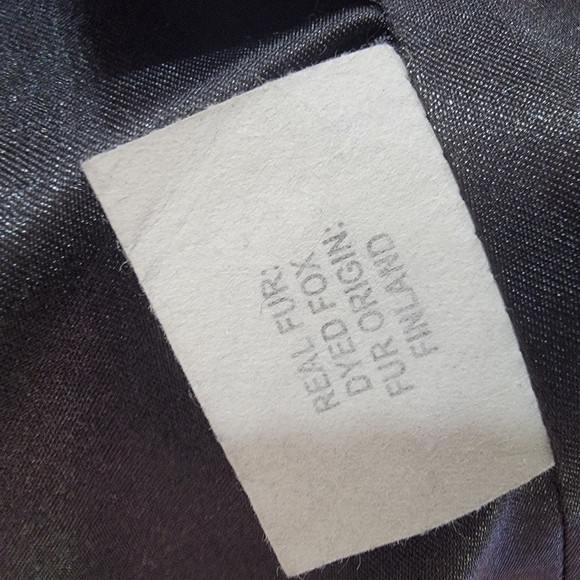 REAL FUR:
DYED FOX
FUR ORIGIN:
FINLAND